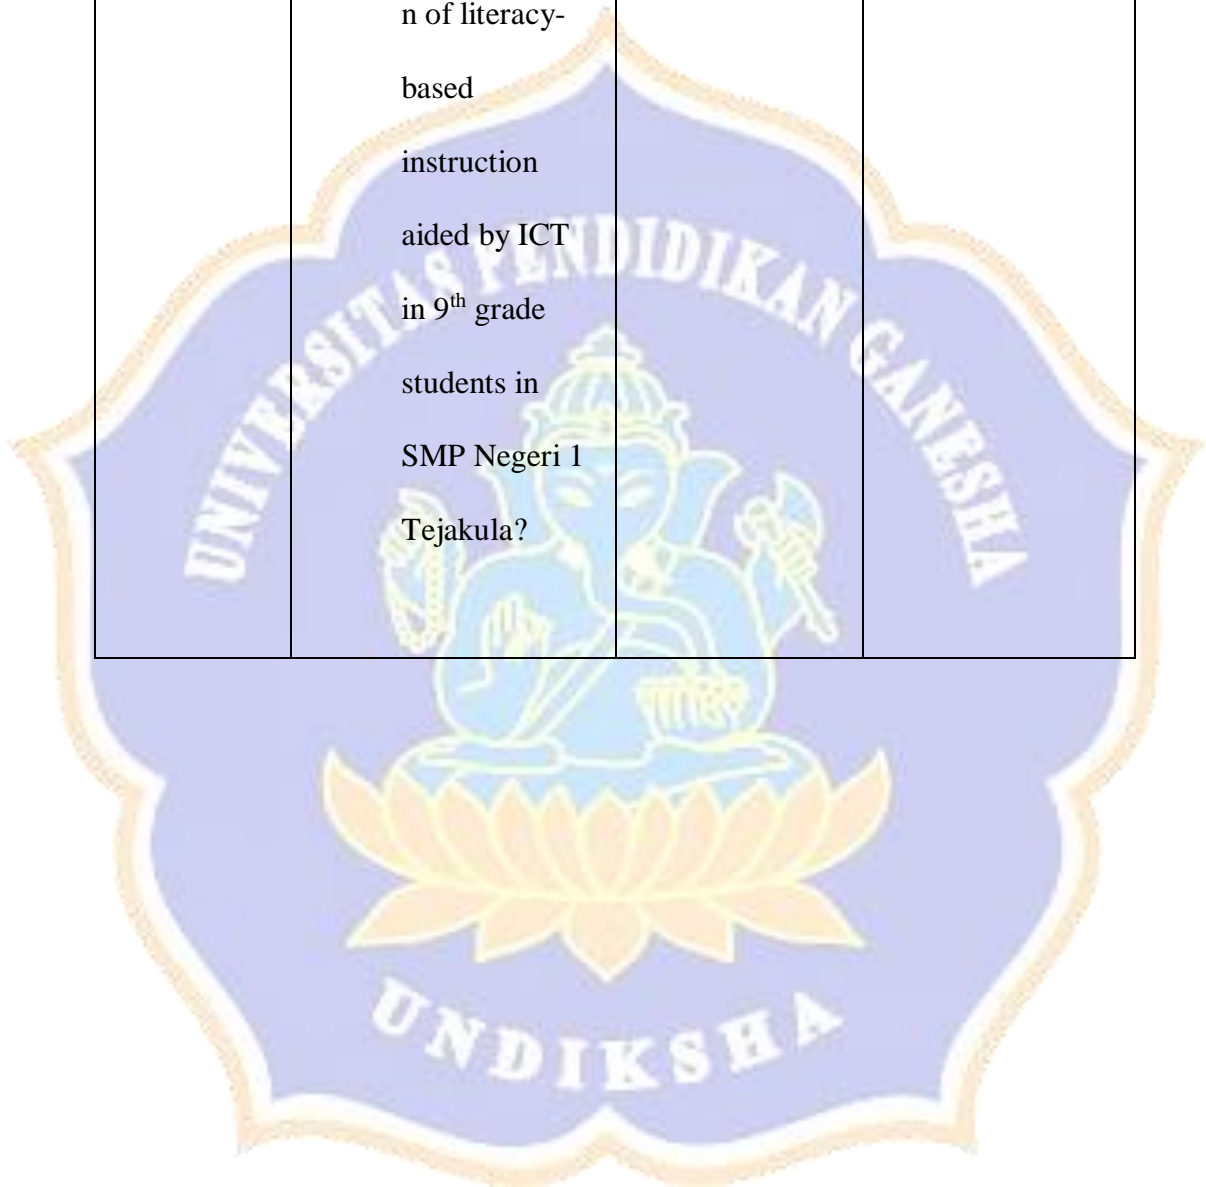 n of literacy-
based
instruction
aided by ICT
in 9th grade
students in
SMP Negeri 1
Tejakula?
UNIVERSITAS PENDIDIKAN GANESHA
UNDIKSHA